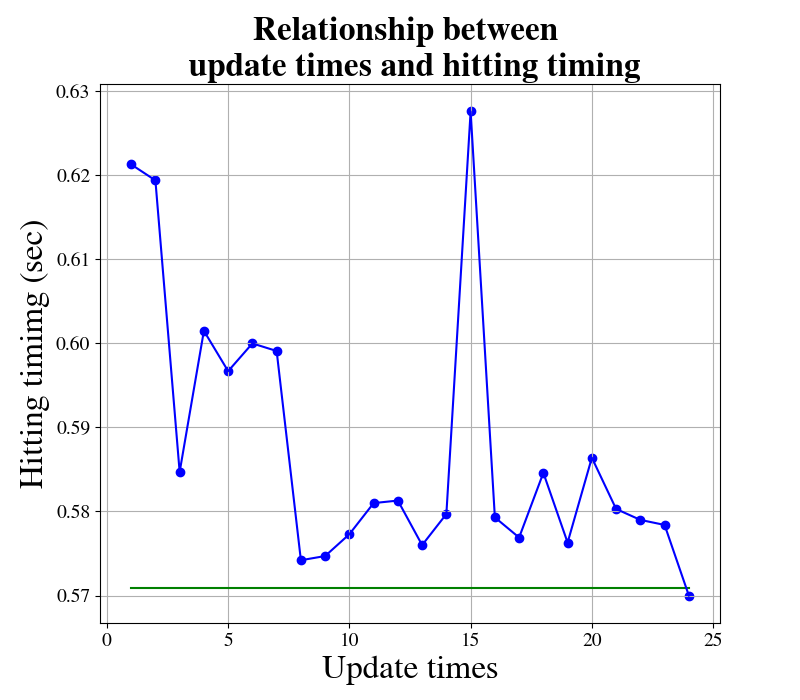 Relationship between
update times and hitting timing
Hitting timimg (sec)
0.63
0.62
0.61
0.60
0.59
0.58
0.57
0 5 10 15 20 25
Update times